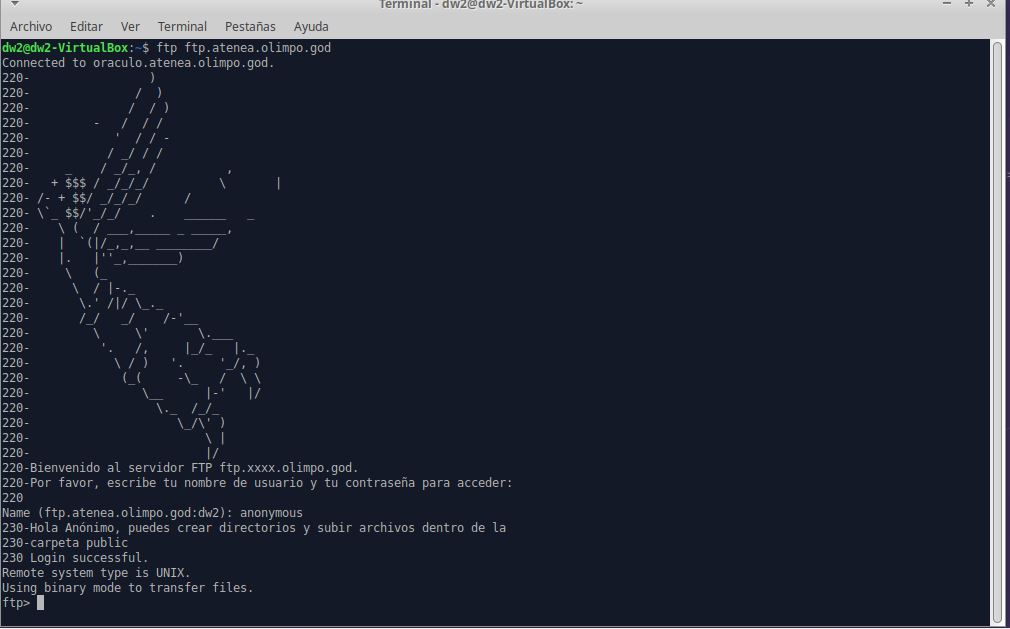 Terminal - dw2@dw2-VirtualBox: ~
Archivo Editar Ver Terminal Pestañas Ayuda
dw2@dw2-VirtualBox:~$ ftp ftp.atenea.olimpo.god
Connected to oraculo.atenea.olimpo.god.
220-                 )
220-               /  )
220-              /  / )
220-         -   /  / /
220-            '  / / -
220-           / _/ / /
220-     _    / _/_, /          ,
220-   + $$$ / _/_/_/          \       |
220- /- + $$/ _/_/_/      /
220- \`_ $$/'_/_/    .    ______   _
220-    \ (  / ___,_____ _ _____,
220-    |  `(|/_,_,__ ________/
220-    |.   |''_,_______)
220-     \   (_
220-      \  / |-._
220-       \.' /|/ \_._
220-       /_/   _/    /-'__
220-         \     \'       \.___
220-          '.   /,     |_/_   |._
220-            \ / )   '.     '_/, )
220-             (_(     -\_   /  \ \
220-                \__      |-'   |/
220-                  \._  /_/_
220-                     \_/\' )
220-                         \ |
220-                         |/
220-Bienvenido al servidor FTP ftp.xxxx.olimpo.god.
220-Por favor, escribe tu nombre de usuario y tu contraseña para acceder:
220
Name (ftp.atenea.olimpo.god:dw2): anonymous
230-Hola Anónimo, puedes crear directorios y subir archivos dentro de la
230-carpeta public
230 Login successful.
Remote system type is UNIX.
Using binary mode to transfer files.
ftp>